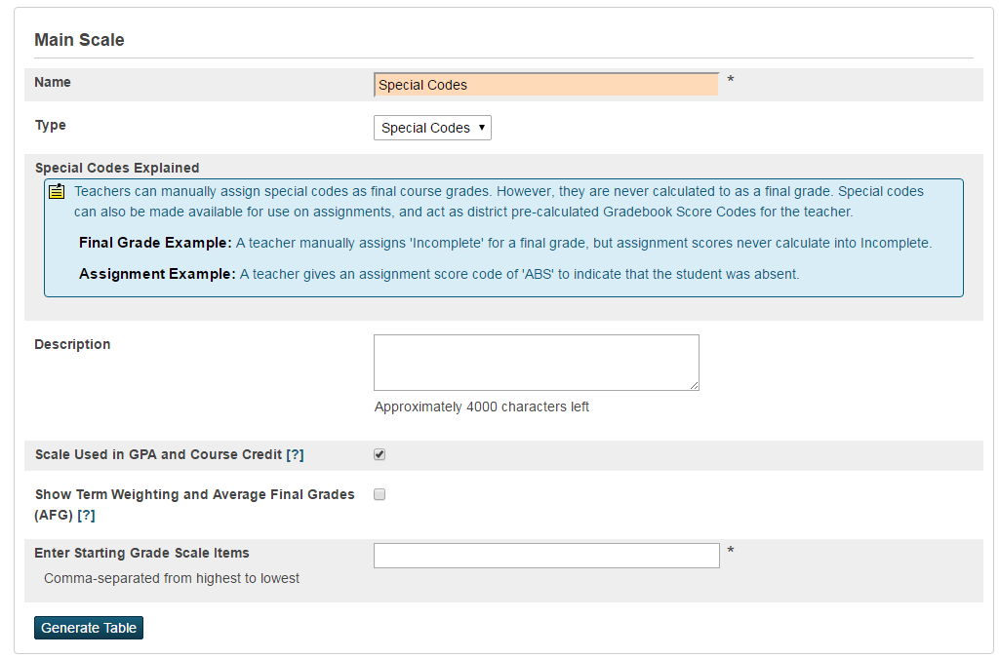 Main Scale
Name
Special Codes *
Type
Special Codes ▼
Special Codes Explained
Teachers can manually assign special codes as final course grades. However, they are never calculated to as a final grade. Special codes
can also be made available for use on assignments, and act as district pre-calculated Gradebook Score Codes for the teacher.
Final Grade Example: A teacher manually assigns 'Incomplete' for a final grade, but assignment scores never calculate into Incomplete.
Assignment Example: A teacher gives an assignment score code of 'ABS' to indicate that the student was absent.
Description
Approximately 4000 characters left
Scale Used in GPA and Course Credit [?]
Show Term Weighting and Average Final Grades
(AFG) [?]
Enter Starting Grade Scale Items *
Comma-separated from highest to lowest
Generate Table